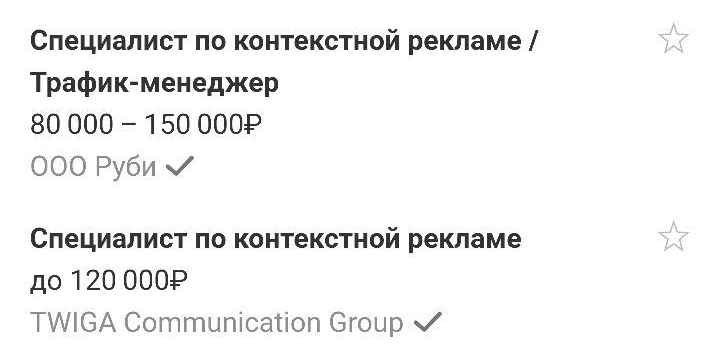 Специалист по контекстной рекламе /
Трафик-менеджер
80 000 – 150 000₽
ООО Руби
Специалист по контекстной рекламе
до 120 000₽
TWIGA Communication Group